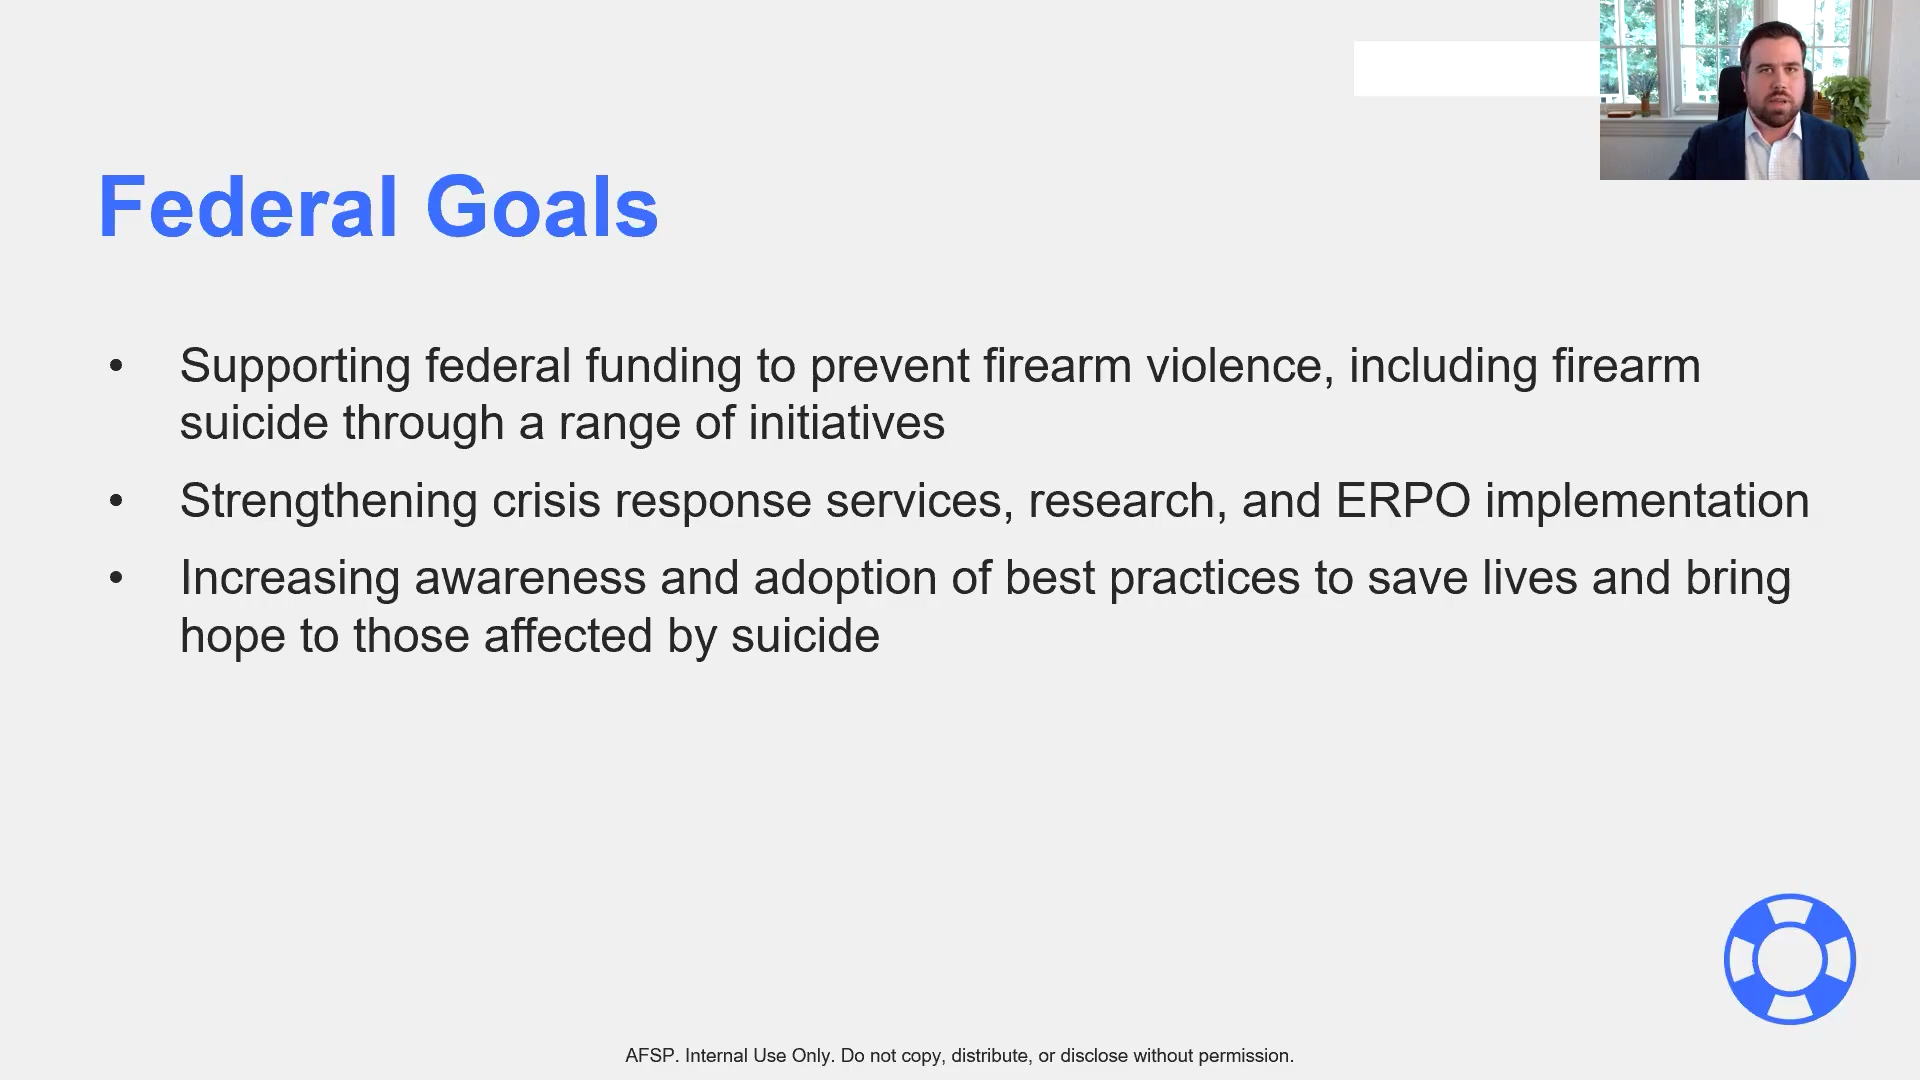 Federal Goals
• Supporting federal funding to prevent firearm violence, including firearm
suicide through a range of initiatives
• Strengthening crisis response services, research, and ERPO implementation
• Increasing awareness and adoption of best practices to save lives and bring
hope to those affected by suicide
AFSP. Internal Use Only. Do not copy, distribute, or disclose without permission.